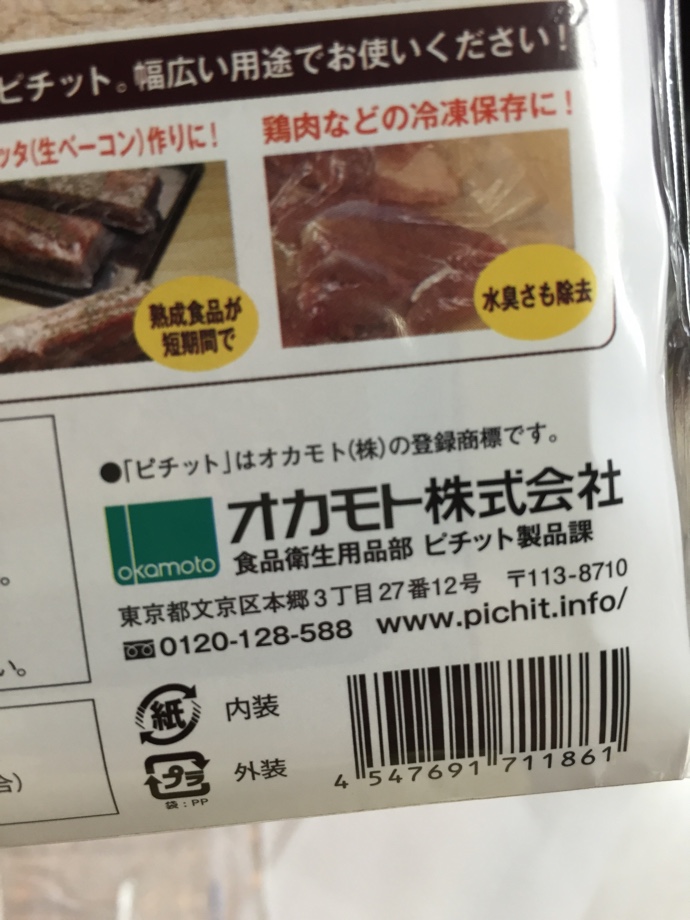 ピチット。幅広い用途でお使いください!
ッタ(生ベーコン)作りに!
鶏肉などの冷凍保存に!
熟成食品が
短期間で
水臭さも除去
●「ピチット」はオカモト(株)の登録商標です。
okamoto
オカモト株式会社
食品衛生用品部 ピチット製品課
東京都文京区本郷3丁目27番12号 〒113-8710
0120-128-588 www.pichit.info/
。
い。
合)
紙 内装
プラ 外装
袋:PP
4 547691 711861